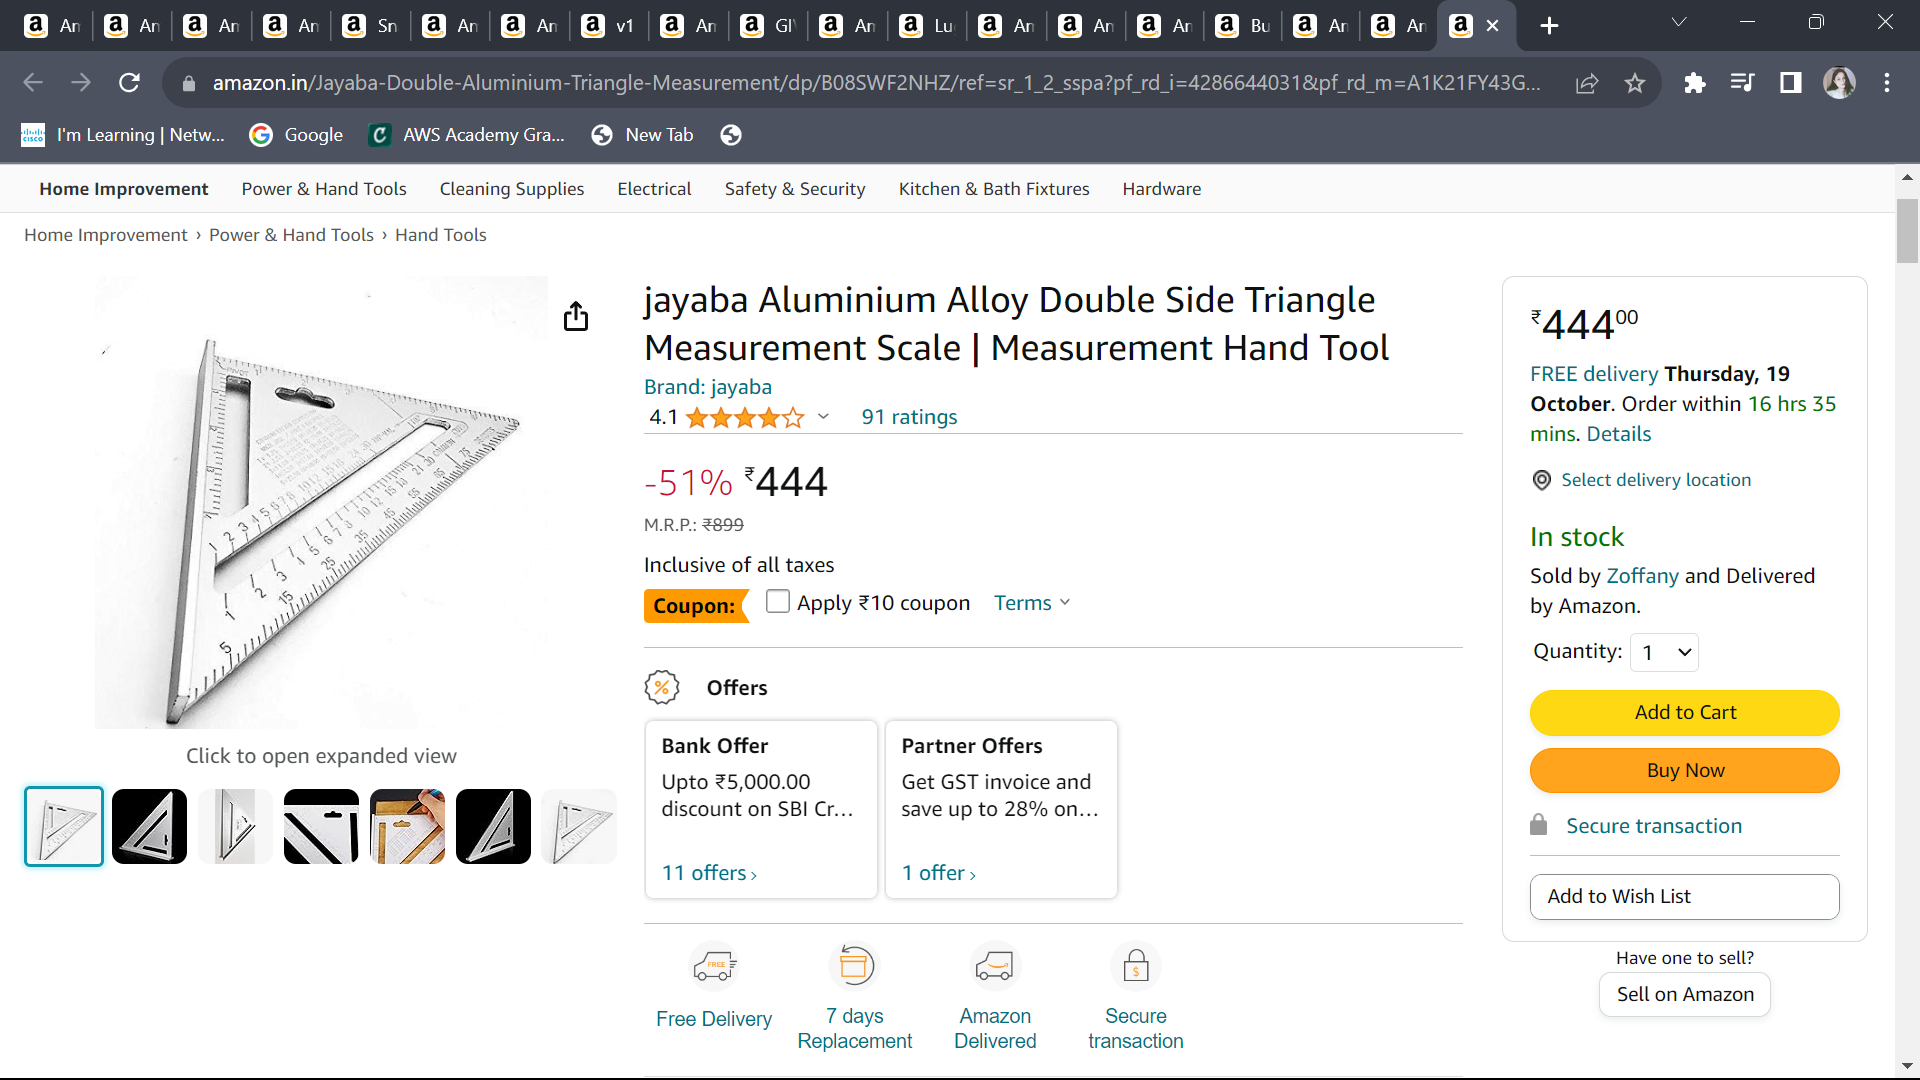 An
An
An
An
Sn
An
An
v1
An
GI
An
Lu
An
An
An
Bu
An
An
amazon.in/Jayaba-Double-Aluminium-Triangle-Measurement/dp/B08SWF2NHZ/ref=sr_1_2_sspa?pf_rd_i=4286644031&pf_rd_m=A1K21FY43G...
I'm Learning | Netw...
Google
AWS Academy Gra...
New Tab
Home Improvement
Power & Hand Tools
Cleaning Supplies
Electrical
Safety & Security
Kitchen & Bath Fixtures
Hardware
Home Improvement › Power & Hand Tools › Hand Tools
jayaba Aluminium Alloy Double Side Triangle
Measurement Scale | Measurement Hand Tool
Brand: jayaba
4.1
91 ratings
-51% ₹444
M.R.P.: ₹899
Inclusive of all taxes
Coupon:
Apply ₹10 coupon
Terms
Offers
Bank Offer
Upto ₹5,000.00
discount on SBI Cr...
11 offers ›
Partner Offers
Get GST invoice and
save up to 28% on...
1 offer ›
Free Delivery
7 days
Replacement
Amazon
Delivered
Secure
transaction
Click to open expanded view
₹444.00
FREE delivery Thursday, 19
October. Order within 16 hrs 35
mins. Details
Select delivery location
In stock
Sold by Zoffany and Delivered
by Amazon.
Quantity: 1
Add to Cart
Buy Now
Secure transaction
Add to Wish List
Have one to sell?
Sell on Amazon